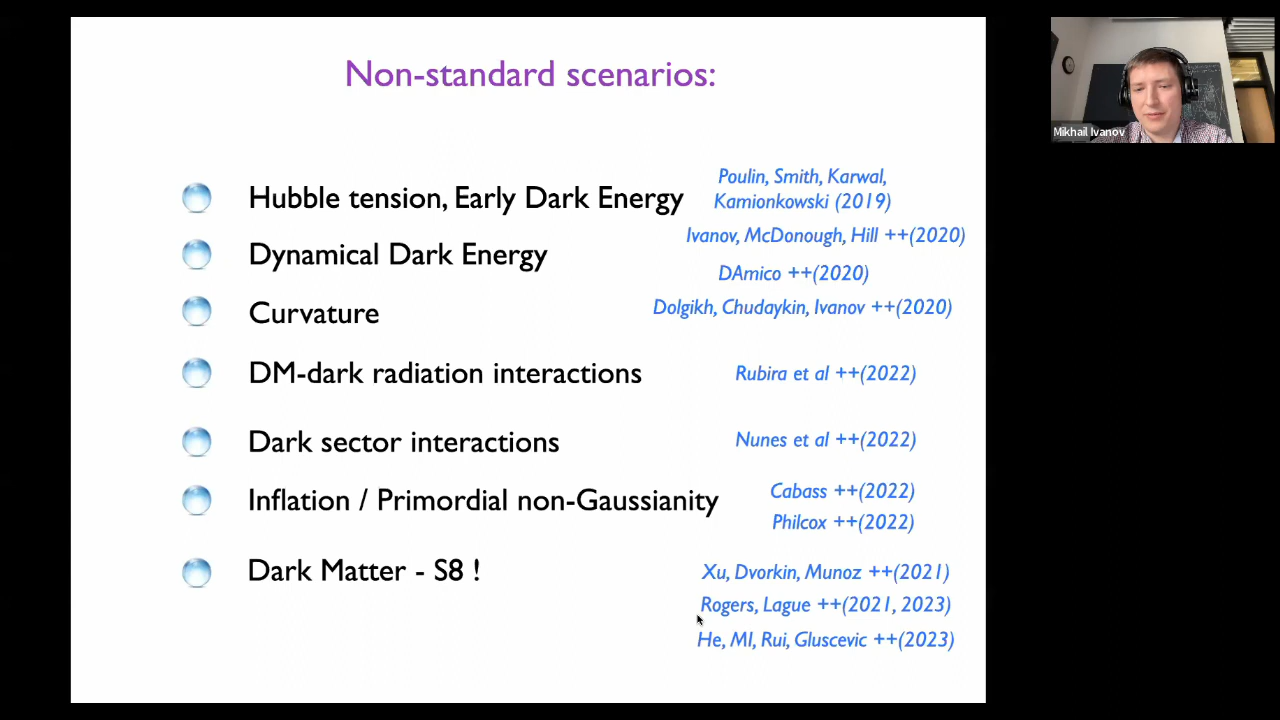 Non-standard scenarios:
Hubble tension, Early Dark Energy
Poulin, Smith, Karwal,
Kamionkowski (2019)
Ivanov, McDonough, Hill ++(2020)
Dynamical Dark Energy
DAmico ++(2020)
Curvature
Dolgikh, Chudaykin, Ivanov ++(2020)
DM-dark radiation interactions
Rubira et al ++(2022)
Dark sector interactions
Nunes et al ++(2022)
Inflation / Primordial non-Gaussianity
Cabass ++(2022)
Philcox ++(2022)
Dark Matter - S8 !
Xu, Dvorkin, Munoz ++(2021)
Rogers, Lague ++(2021, 2023)
He, MI, Rui, Gluscevic ++(2023)
Mikhail Ivanov